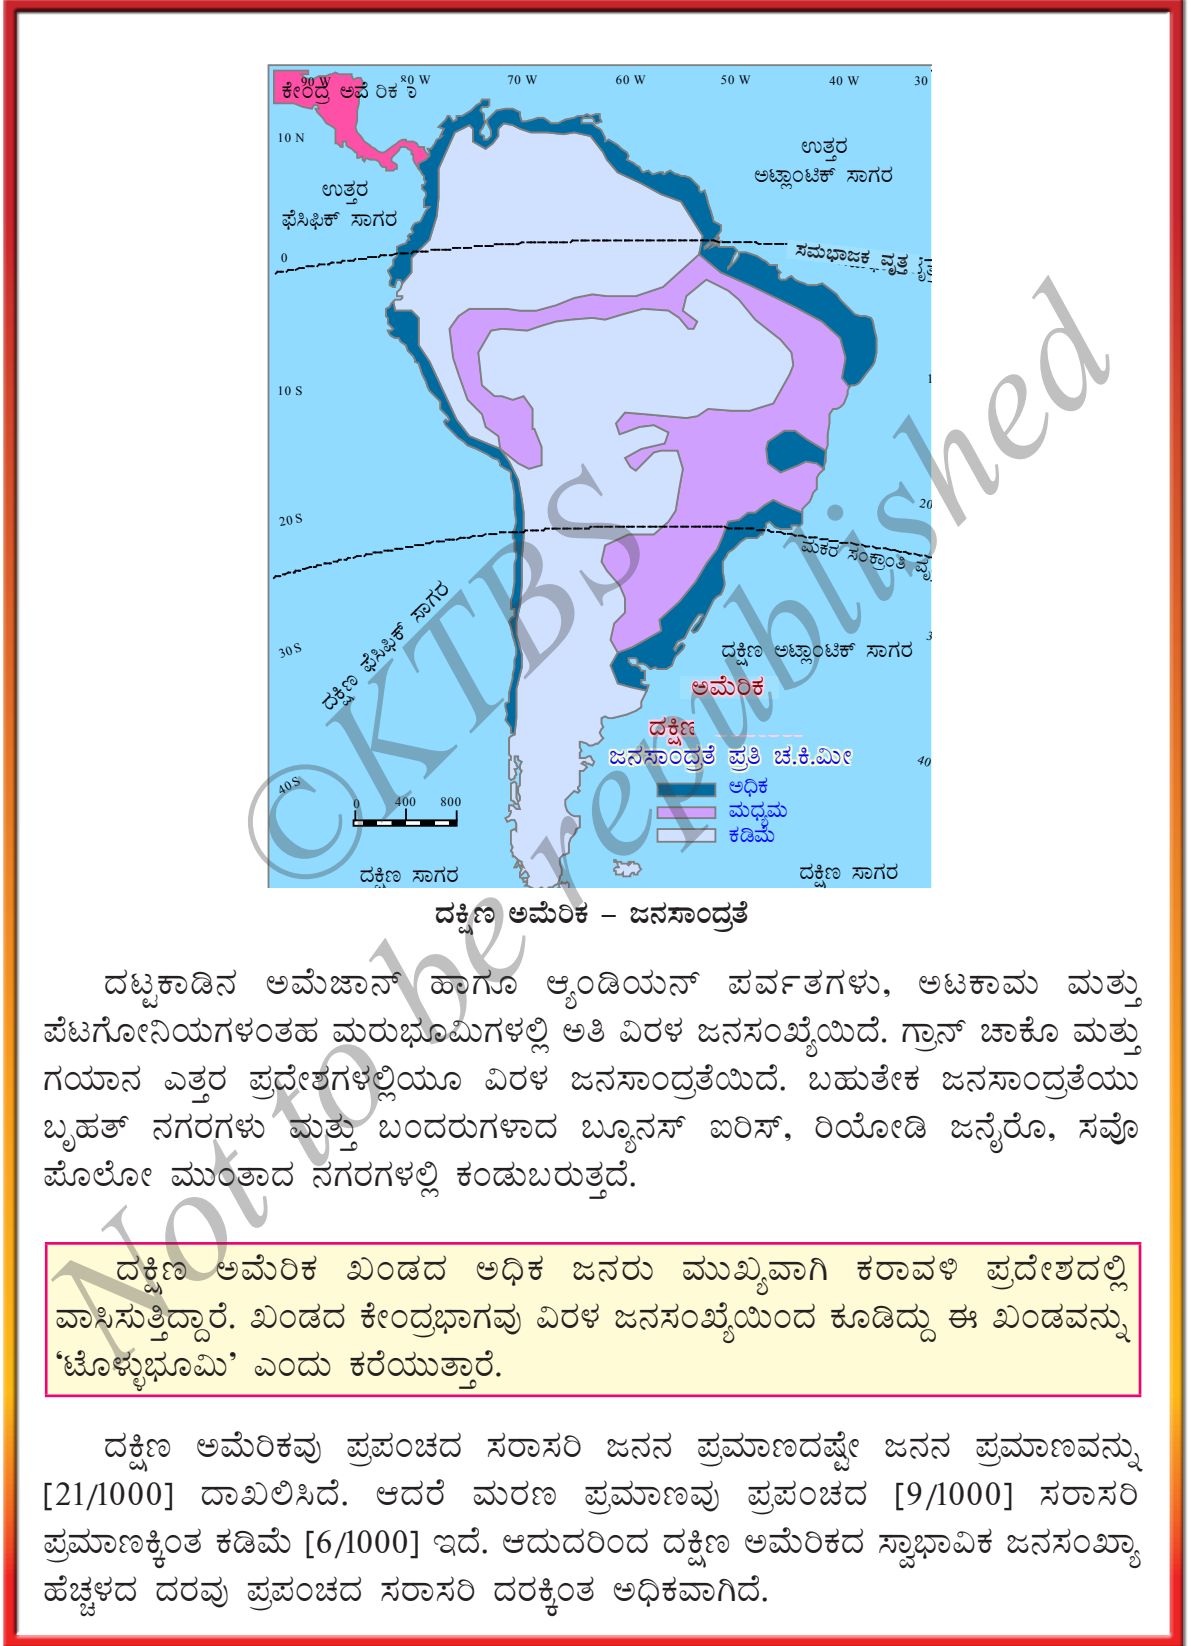 90 W 80 W 70 W 60 W 50 W 40 W 30
ಕೇಂದ್ರ ಅಮೆರಿಕಾ
10 N
ಉತ್ತರ
ಅಟ್ಲಾಂಟಿಕ್ ಸಾಗರ
ಉತ್ತರ
ಫೆಸಿಫಿಕ್ ಸಾಗರ
0
ಸಮಭಾಜಕ ವೃತ್ತ
10 S
20 S
20
ಮಕರ ಸಂಕ್ರಾಂತಿ ವೃ
30 S
ದಕ್ಷಿಣ ಫೆಸಿಫಿಕ್ ಸಾಗರ
ದಕ್ಷಿಣ ಅಟ್ಲಾಂಟಿಕ್ ಸಾಗರ
ಅಮೆರಿಕ
ದಕ್ಷಿಣ
ಜನಸಾಂದ್ರತೆ ಪ್ರತಿ ಚ.ಕಿ.ಮೀ
40
ಅಧಿಕ
ಮಧ್ಯಮ
ಕಡಿಮೆ
40 S
0 400 800
ದಕ್ಷಿಣ ಸಾಗರ
ದಕ್ಷಿಣ ಸಾಗರ
ದಕ್ಷಿಣ ಅಮೆರಿಕ – ಜನಸಾಂದ್ರತೆ
ದಟ್ಟಕಾಡಿನ ಅಮೆಜಾನ್ ಹಾಗೂ ಆ್ಯಂಡಿಯನ್ ಪರ್ವತಗಳು, ಅಟಕಾಮ ಮತ್ತು
ಪೆಟಗೋನಿಯಗಳಂತಹ ಮರುಭೂಮಿಗಳಲ್ಲಿ ಅತಿ ವಿರಳ ಜನಸಂಖ್ಯೆಯಿದೆ. ಗ್ರಾನ್ ಚಾಕೊ ಮತ್ತು
ಗಯಾನ ಎತ್ತರ ಪ್ರದೇಶಗಳಲ್ಲಿಯೂ ವಿರಳ ಜನಸಾಂದ್ರತೆಯಿದೆ. ಬಹುತೇಕ ಜನಸಾಂದ್ರತೆಯು
ಬೃಹತ್ ನಗರಗಳು ಮತ್ತು ಬಂದರುಗಳಾದ ಬ್ಯೂನಸ್ ಐರಿಸ್, ರಿಯೋಡಿ ಜನೈರೊ, ಸವೊ
ಪೊಲೋ ಮುಂತಾದ ನಗರಗಳಲ್ಲಿ ಕಂಡುಬರುತ್ತದೆ.
ದಕ್ಷಿಣ ಅಮೆರಿಕ ಖಂಡದ ಅಧಿಕ ಜನರು ಮುಖ್ಯವಾಗಿ ಕರಾವಳಿ ಪ್ರದೇಶದಲ್ಲಿ
ವಾಸಿಸುತ್ತಿದ್ದಾರೆ. ಖಂಡದ ಕೇಂದ್ರಭಾಗವು ವಿರಳ ಜನಸಂಖ್ಯೆಯಿಂದ ಕೂಡಿದ್ದು ಈ ಖಂಡವನ್ನು
‘ಟೊಳ್ಳುಭೂಮಿ’ ಎಂದು ಕರೆಯುತ್ತಾರೆ.
ದಕ್ಷಿಣ ಅಮೆರಿಕವು ಪ್ರಪಂಚದ ಸರಾಸರಿ ಜನನ ಪ್ರಮಾಣದಷ್ಟೇ ಜನನ ಪ್ರಮಾಣವನ್ನು
[21/1000] ದಾಖಲಿಸಿದೆ. ಆದರೆ ಮರಣ ಪ್ರಮಾಣವು ಪ್ರಪಂಚದ [9/1000] ಸರಾಸರಿ
ಪ್ರಮಾಣಕ್ಕಿಂತ ಕಡಿಮೆ [6/1000] ಇದೆ. ಆದುದರಿಂದ ದಕ್ಷಿಣ ಅಮೆರಿಕದ ಸ್ವಾಭಾವಿಕ ಜನಸಂಖ್ಯಾ
ಹೆಚ್ಚಳದ ದರವು ಪ್ರಪಂಚದ ಸರಾಸರಿ ದರಕ್ಕಿಂತ ಅಧಿಕವಾಗಿದೆ.
©KTBS
Not to be republished